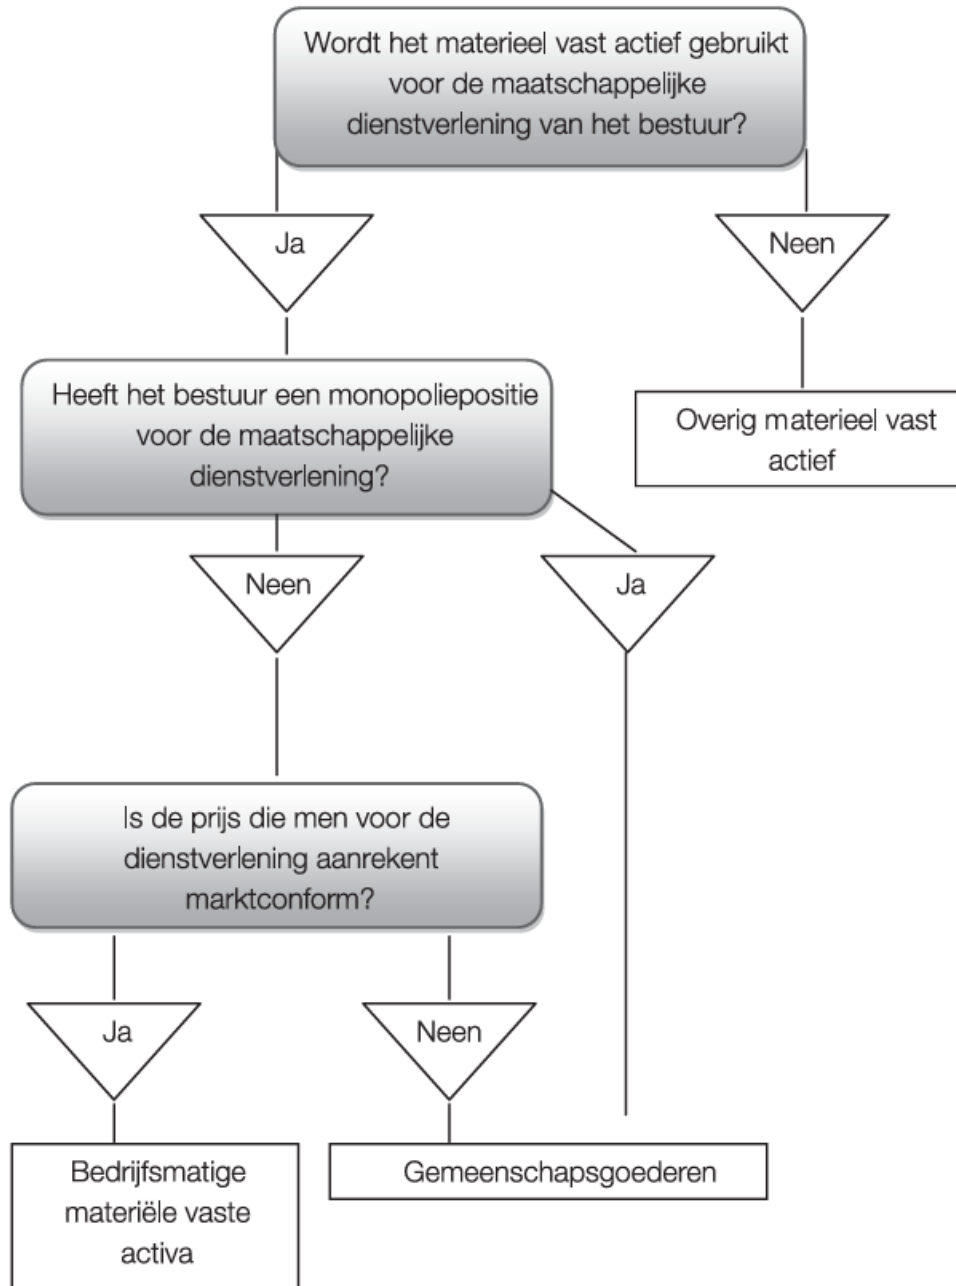 Wordt het materieel vast actief gebruikt
voor de maatschappelijke
dienstverlening van het bestuur?
Ja
Neen
Heeft het bestuur een monopoliepositie
voor de maatschappelijke
dienstverlening?
Overig materieel vast
actief
Neen
Ja
Is de prijs die men voor de
dienstverlening aanrekent
marktconform?
Ja
Neen
Bedrijfsmatige
materiële vaste
activa
Gemeenschapsgoederen